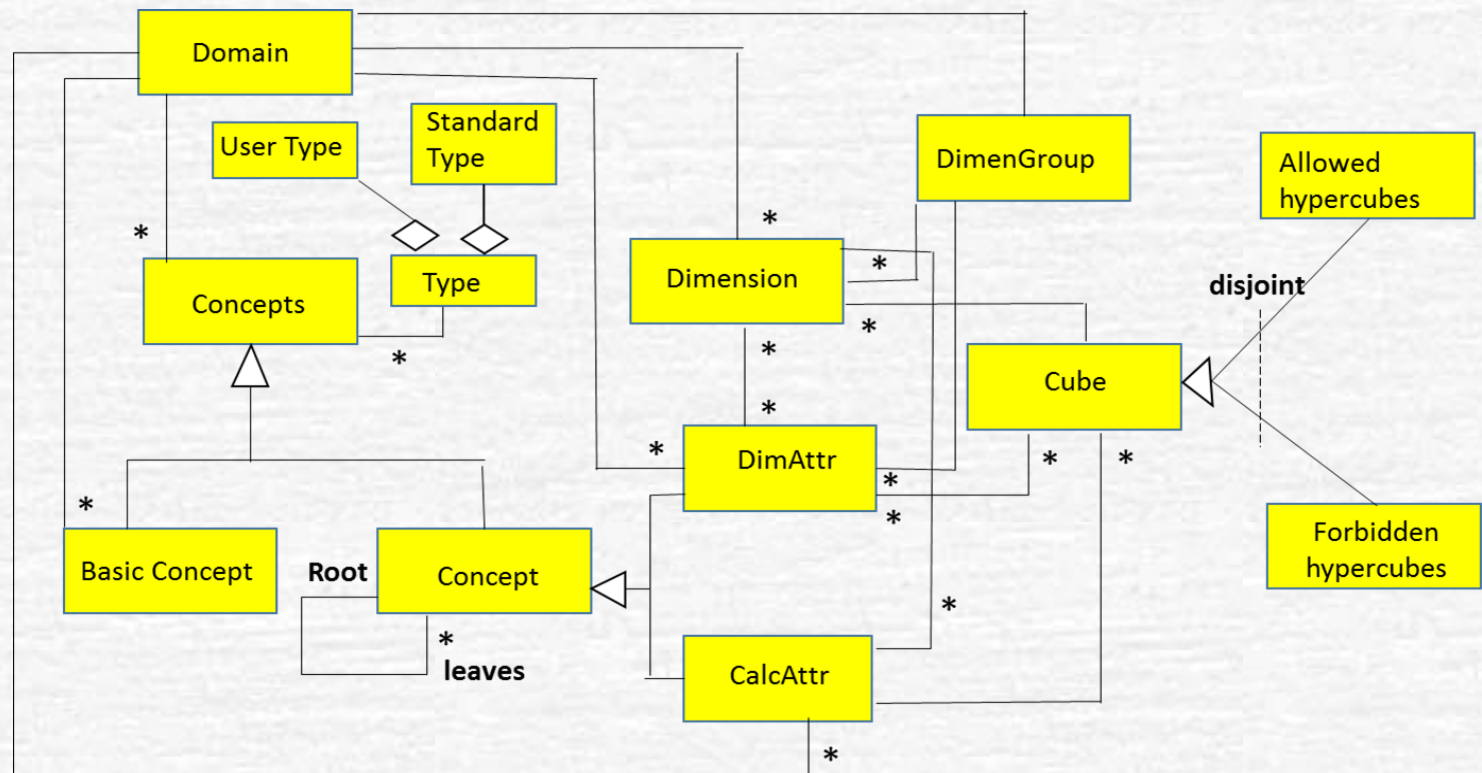 Domain
User Type
Standard
Type
DimenGroup
Allowed
hypercubes
*
*
Concepts
Type
Dimension
*
disjoint
*
*
*
Cube
*
*
*
DimAttr
*
*
*
*
*
Basic Concept
Root
Concept
Forbidden
hypercubes
*
*
leaves
CalcAttr
*